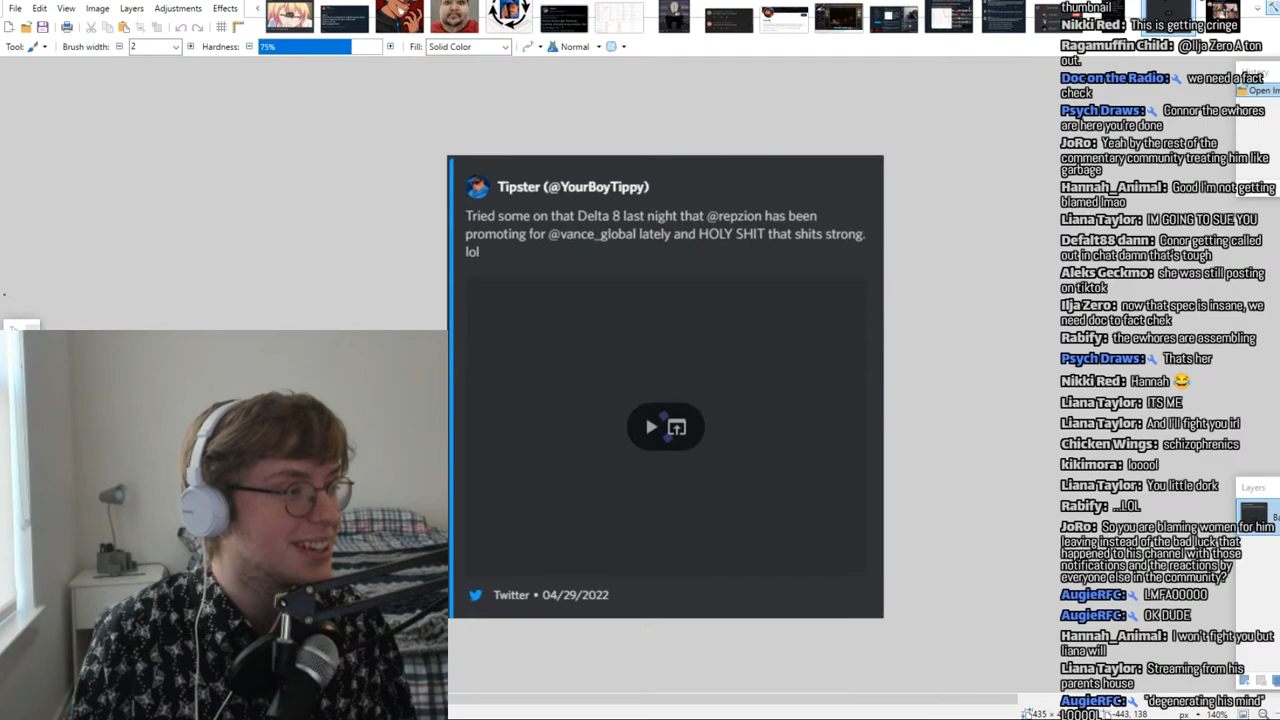 File Edit View Image Adjustments Effects
Tool: Brush width: 2 Hardness: 75% Fill: Solid Color Normal
Tipster (@YourBoyTippy)
Tried some on that Delta 8 last night that @repzion has been
promoting for @vance_global lately and HOLY SHIT that shits strong.
lol
Twitter • 04/29/2022
thumbnail
Nikki Red: This is getting cringe
Ragamuffin Child: @Ilja Zero A ton
out.
Doc on the Radio: we need a fact
check
Psych Draws: Connor the ewhores
are here you're done
JoRo: Yeah by the rest of the
commentary community treating him like
garbage
Hannah_Animal: Good I'm not getting
blamed lmao
Liana Taylor: IM GOING TO SUE YOU
Defalt88 dann: Conor getting called
out in chat damn that's tough
Aleks Geckmo: she was still posting
on tiktok
Ilja Zero: now that spec is insane, we
need doc to fact chek
Rabify: the ewhores are assembling
Psych Draws: Thats her
Nikki Red: Hannah 😂
Liana Taylor: ITS ME
Liana Taylor: And I'll fight you irl
Chicken Wings: schizophrenics
kikimora: looool
Liana Taylor: You little dork
Rabify: ...LOL
JoRo: So you are blaming women for him
leaving instead of the bad luck that
happened to his channel with those
notifications and the reactions by
everyone else in the community?
AugieRFC: LMFAOOOOO
AugieRFC: OK DUDE
Hannah_Animal: I won't fight you but
liana will
Liana Taylor: Streaming from his
parents house
AugieRFC: "degenerating his mind"
LOOOOL
History
Open Im
Layers
Ba
-443, 138 px 140%